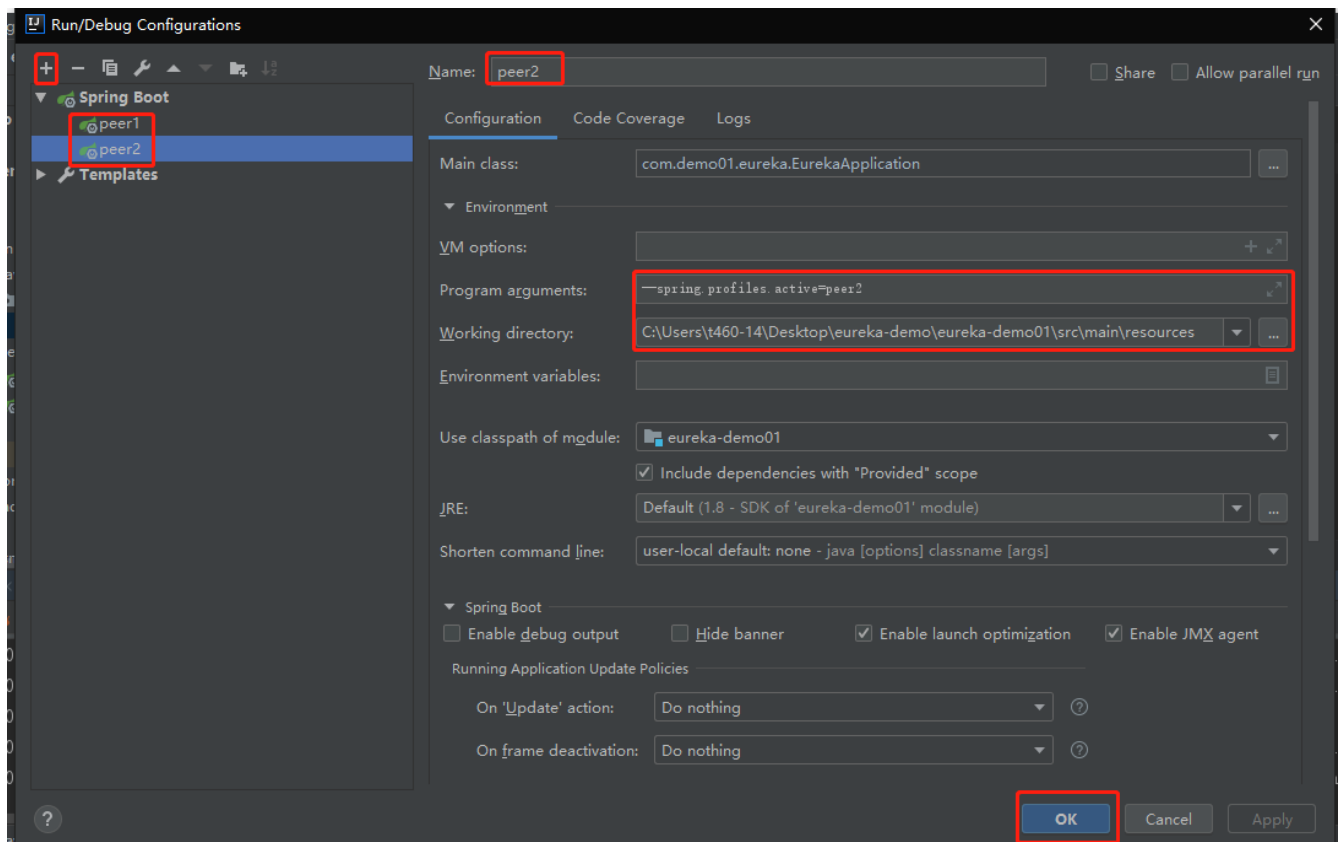 Run/Debug Configurations
Name: peer2
Share
Allow parallel run
Spring Boot
peer1
peer2
Templates
Configuration Code Coverage Logs
Main class: com.demo01.eureka.EurekaApplication ...
Environment
VM options:
Program arguments: —spring.profiles.active=peer2
Working directory: C:\Users\t460-14\Desktop\eureka-demo\eureka-demo01\src\main\resources ...
Environment variables:
Use classpath of module: eureka-demo01
Include dependencies with "Provided" scope
JRE: Default (1.8 - SDK of 'eureka-demo01' module) ...
Shorten command line: user-local default: none - java [options] classname [args]
Spring Boot
Enable debug output Hide banner Enable launch optimization Enable JMX agent
Running Application Update Policies
On 'Update' action: Do nothing ?
On frame deactivation: Do nothing ?
? OK Cancel Apply